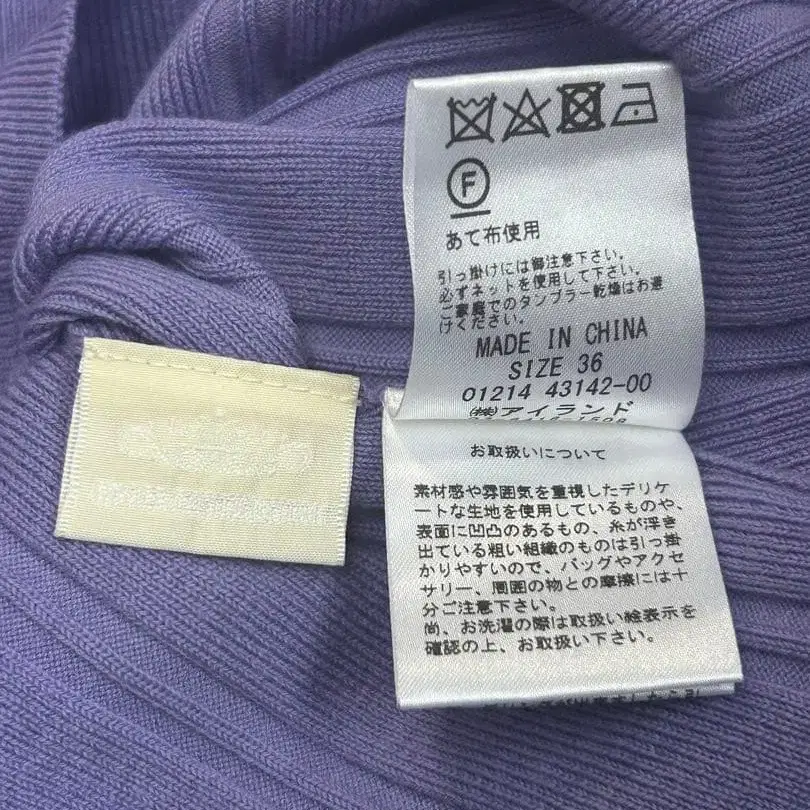 F
あて布使用
引っ掛けには御注意下さい。
必ずネットを使用して下さい。
ご家庭でのタンブラー乾燥はお避
けください。
MADE IN CHINA
SIZE 36
01214 43142-00
㈱アイランド
お取扱いについて
素材感や雰囲気を重視したデリケ
ートな生地を使用しているものや、
表面に凹凸のあるもの、糸が浮き
出ている粗い組織のものは引っ掛
かりやすいので、バッグやアクセ
サリー、周囲の物との摩擦には十
分ご注意下さい。
尚、お洗濯の際は取扱い絵表示を
確認の上、お取扱い下さい。